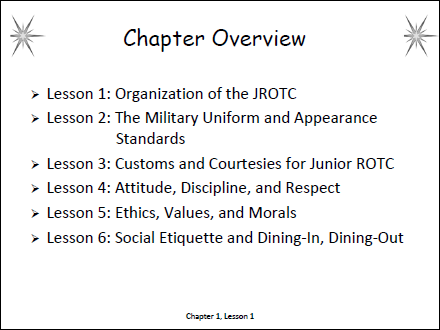 Chapter Overview
➢ Lesson 1: Organization of the JROTC
➢ Lesson 2: The Military Uniform and Appearance
Standards
➢ Lesson 3: Customs and Courtesies for Junior ROTC
➢ Lesson 4: Attitude, Discipline, and Respect
➢ Lesson 5: Ethics, Values, and Morals
➢ Lesson 6: Social Etiquette and Dining-In, Dining-Out
Chapter 1, Lesson 1